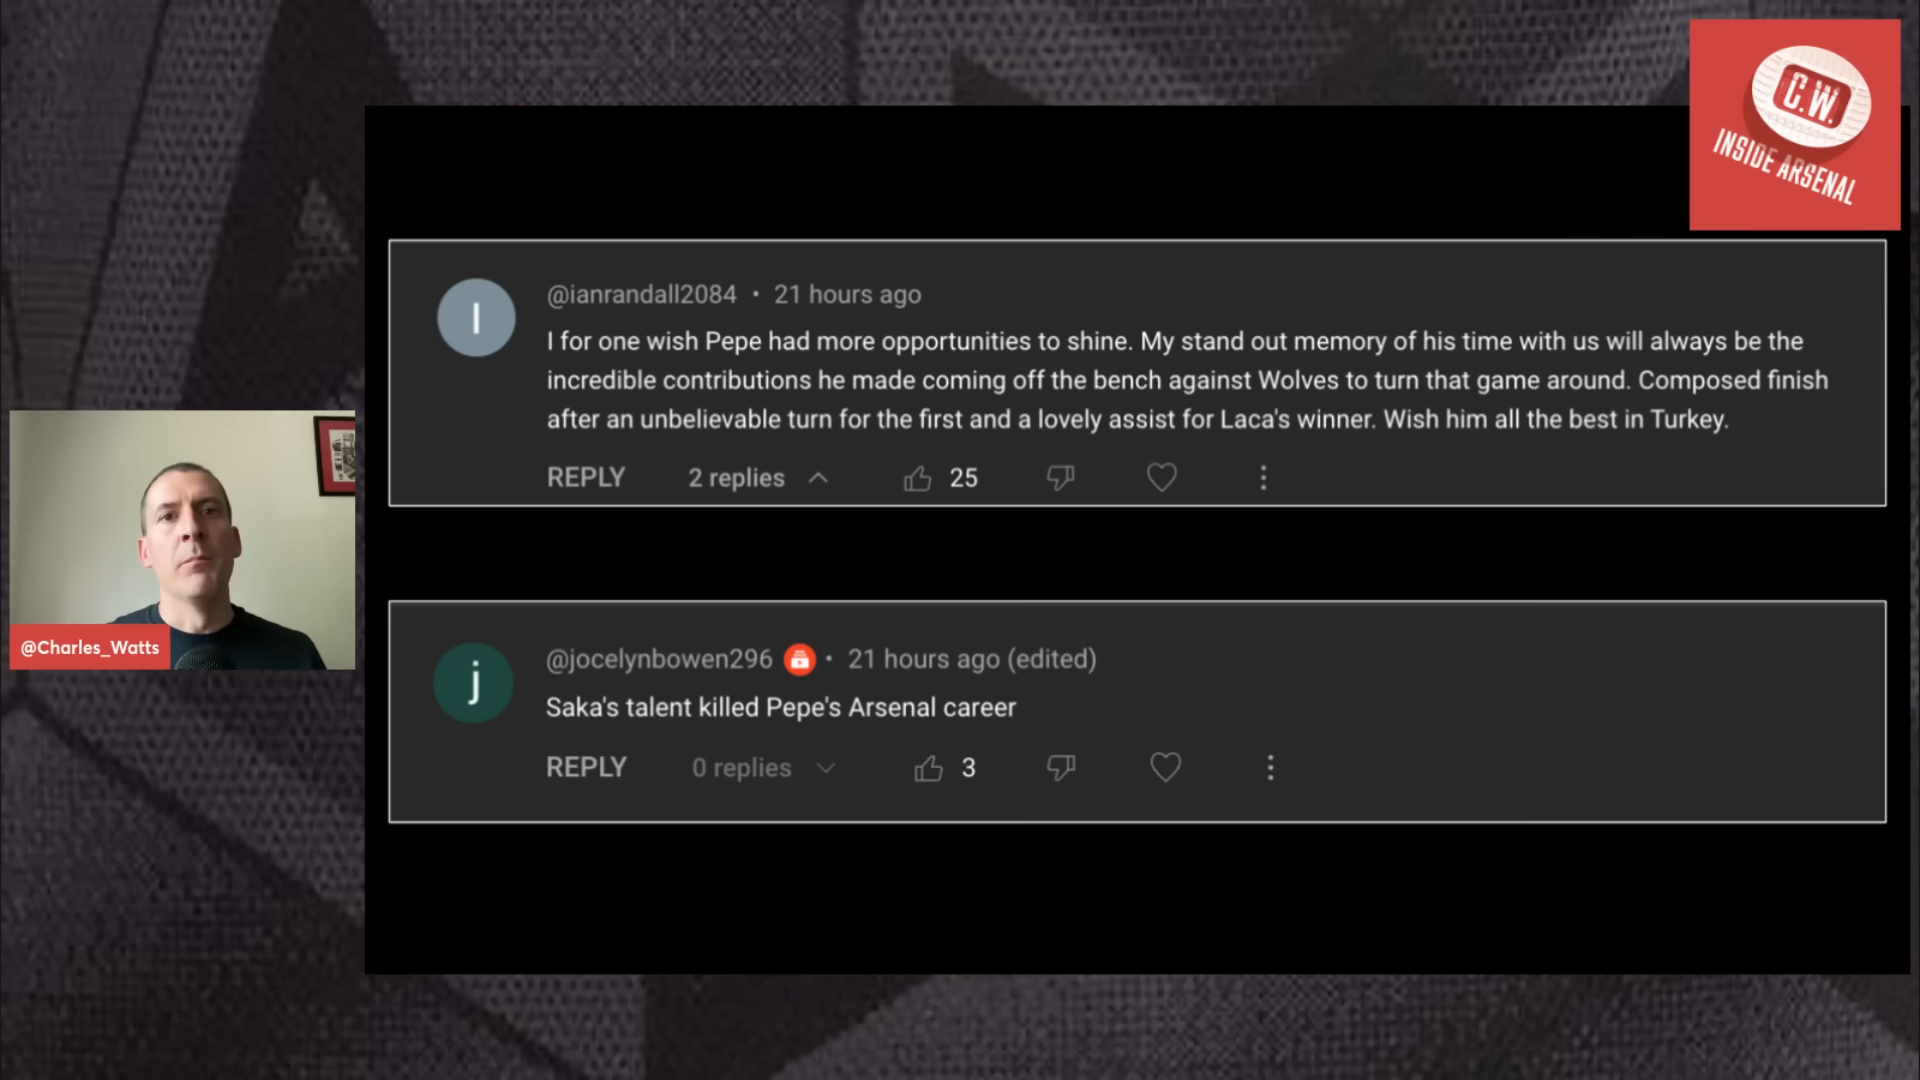 C.W.
INSIDE ARSENAL
@ianrandall2084 • 21 hours ago
I
I for one wish Pepe had more opportunities to shine. My stand out memory of his time with us will always be the
incredible contributions he made coming off the bench against Wolves to turn that game around. Composed finish
after an unbelievable turn for the first and a lovely assist for Laca's winner. Wish him all the best in Turkey.
REPLY 2 replies 25
@Charles_Watts
@jocelynbowen296 • 21 hours ago (edited)
j
Saka's talent killed Pepe's Arsenal career
REPLY 0 replies 3